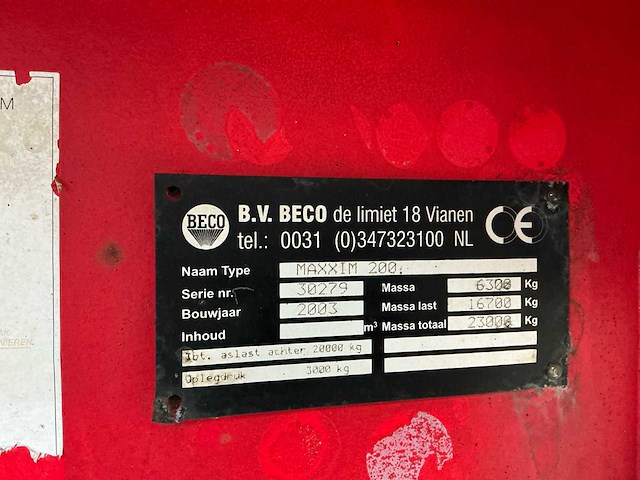 M
BECO
B.V. BECO de limiet 18 Vianen
tel.: 0031 (0)347323100 NL
CE
Naam Type MAXXIM 200.
Serie nr. 30279 Massa 6300 Kg
Bouwjaar 2003 Massa last 16700 Kg
Inhoud m³ Massa totaal 23000 Kg
Tot. aslast achter 20000 kg
Oplegdruk 3000 kg